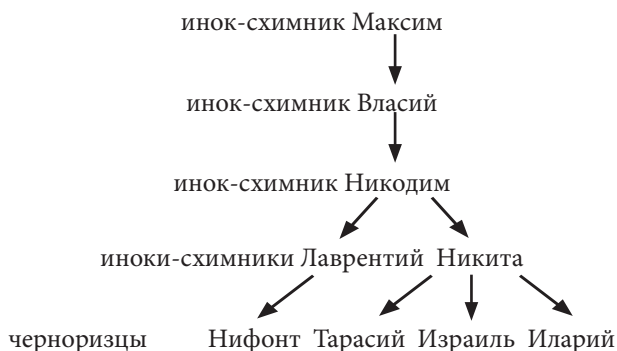 инок-схимник Максим
инок-схимник Власий
инок-схимник Никодим
иноки-схимники Лаврентий Никита
черноризцы Нифонт Тарасий Израиль Иларий